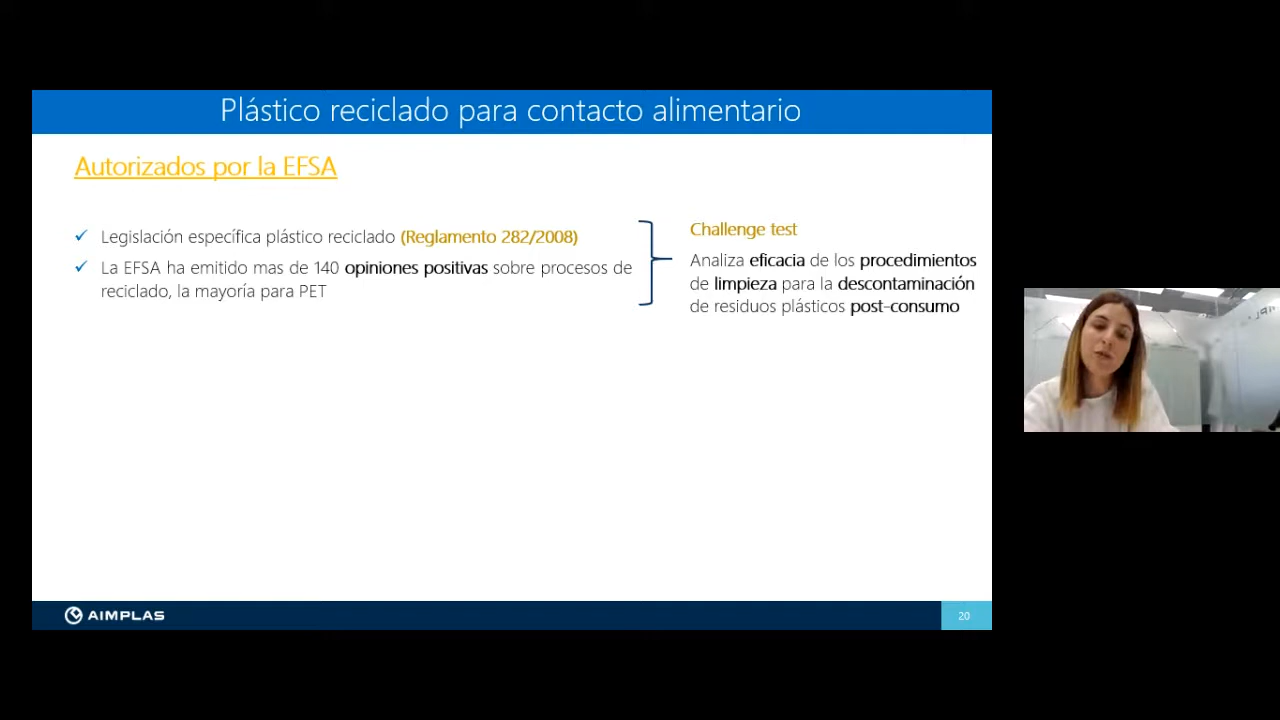 Plástico reciclado para contacto alimentario
Autorizados por la EFSA
✓ Legislación específica plástico reciclado (Reglamento 282/2008)
✓ La EFSA ha emitido mas de 140 opiniones positivas sobre procesos de
reciclado, la mayoría para PET
Challenge test
Analiza eficacia de los procedimientos
de limpieza para la descontaminación
de residuos plásticos post-consumo
AIMPLAS
20